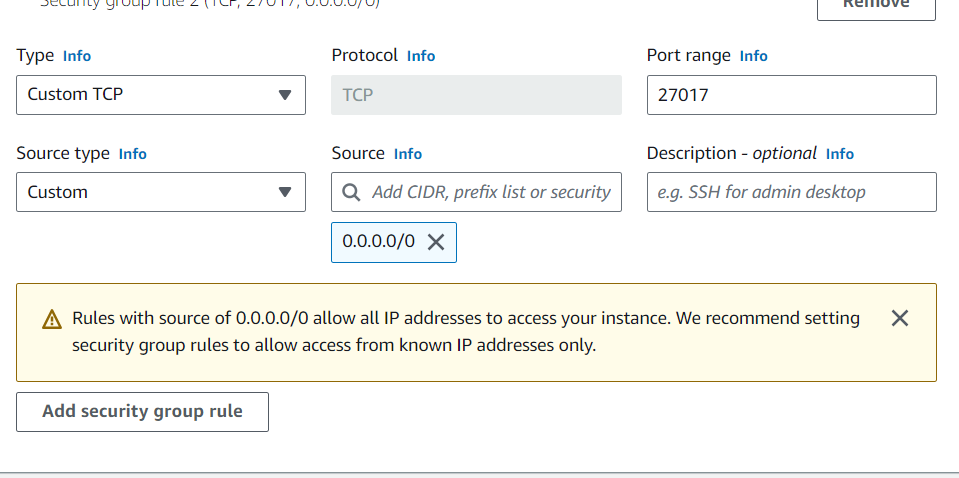 Security group rule 2 (TCP, 27017, 0.0.0.0/0)
Remove
Type Info
Protocol Info
Port range Info
Custom TCP
TCP
27017
Source type Info
Source Info
Description - optional Info
Custom
Add CIDR, prefix list or security
e.g. SSH for admin desktop
0.0.0.0/0
Rules with source of 0.0.0.0/0 allow all IP addresses to access your instance. We recommend setting
security group rules to allow access from known IP addresses only.
Add security group rule